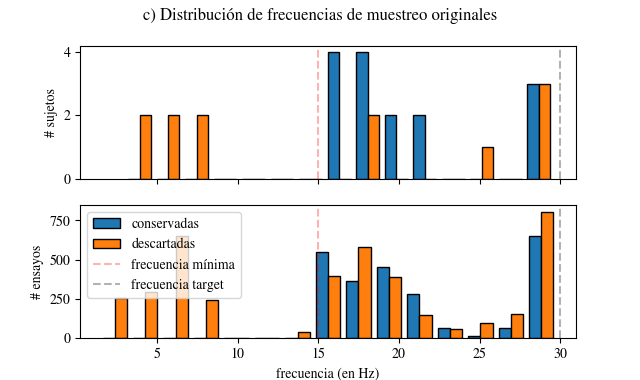 c) Distribución de frecuencias de muestreo originales
4
2
0
# sujetos
750
500
250
0
# ensayos
conservadas
descartadas
frecuencia mínima
frecuencia target
5 10 15 20 25 30
frecuencia (en Hz)